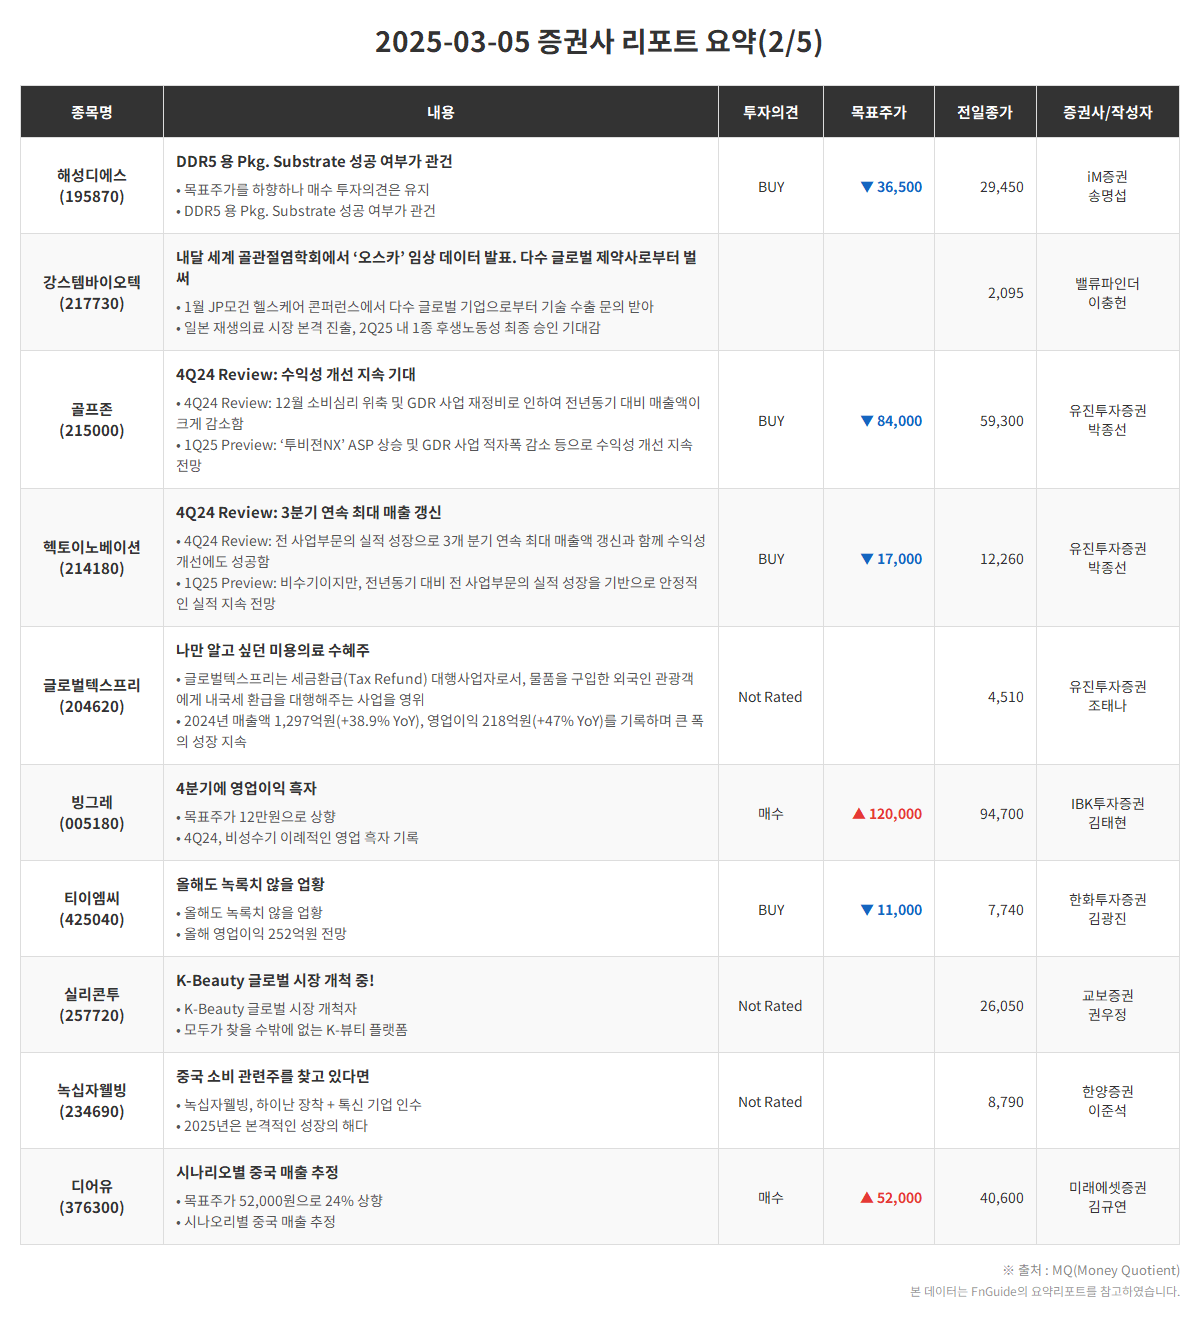 2025-03-05 증권사 리포트 요약(2/5)
종목명
내용
투자의견
목표주가
전일종가
증권사/작성자
해성디에스
(195870)
DDR5 용 Pkg. Substrate 성공 여부가 관건
• 목표주가를 하향하나 매수 투자의견은 유지
• DDR5 용 Pkg. Substrate 성공 여부가 관건
BUY
▼ 36,500
29,450
iM증권
송명섭
강스템바이오텍
(217730)
내달 세계 골관절염학회에서 ‘오스카’ 임상 데이터 발표. 다수 글로벌 제약사로부터 벌
써
• 1월 JP모건 헬스케어 콘퍼런스에서 다수 글로벌 기업으로부터 기술 수출 문의 받아
• 일본 재생의료 시장 본격 진출, 2Q25 내 1종 후생노동성 최종 승인 기대감
2,095
밸류파인더
이충헌
골프존
(215000)
4Q24 Review: 수익성 개선 지속 기대
• 4Q24 Review: 12월 소비심리 위축 및 GDR 사업 재정비로 인하여 전년동기 대비 매출액이
크게 감소함
• 1Q25 Preview: ‘투비젼NX’ ASP 상승 및 GDR 사업 적자폭 감소 등으로 수익성 개선 지속
전망
BUY
▼ 84,000
59,300
유진투자증권
박종선
헥토이노베이션
(214180)
4Q24 Review: 3분기 연속 최대 매출 갱신
• 4Q24 Review: 전 사업부문의 실적 성장으로 3개 분기 연속 최대 매출액 갱신과 함께 수익성
개선에도 성공함
• 1Q25 Preview: 비수기이지만, 전년동기 대비 전 사업부문의 실적 성장을 기반으로 안정적
인 실적 지속 전망
BUY
▼ 17,000
12,260
유진투자증권
박종선
글로벌텍스프리
(204620)
나만 알고 싶던 미용의료 수혜주
• 글로벌텍스프리는 세금환급(Tax Refund) 대행사업자로서, 물품을 구입한 외국인 관광객
에게 내국세 환급을 대행해주는 사업을 영위
• 2024년 매출액 1,297억원(+38.9% YoY), 영업이익 218억원(+47% YoY)를 기록하며 큰 폭
의 성장 지속
Not Rated
4,510
유진투자증권
조태나
빙그레
(005180)
4분기에 영업이익 흑자
• 목표주가 12만원으로 상향
• 4Q24, 비성수기 이례적인 영업 흑자 기록
매수
▲ 120,000
94,700
IBK투자증권
김태현
티이엠씨
(425040)
올해도 녹록치 않을 업황
• 올해도 녹록치 않을 업황
• 올해 영업이익 252억원 전망
BUY
▼ 11,000
7,740
한화투자증권
김광진
실리콘투
(257720)
K-Beauty 글로벌 시장 개척 중!
• K-Beauty 글로벌 시장 개척자
• 모두가 찾을 수밖에 없는 K-뷰티 플랫폼
Not Rated
26,050
교보증권
권우정
녹십자웰빙
(234690)
중국 소비 관련주를 찾고 있다면
• 녹십자웰빙, 하이난 장착 + 톡신 기업 인수
• 2025년은 본격적인 성장의 해다
Not Rated
8,790
한양증권
이준석
디어유
(376300)
시나리오별 중국 매출 추정
• 목표주가 52,000원으로 24% 상향
• 시나오리별 중국 매출 추정
매수
▲ 52,000
40,600
미래에셋증권
김규연
※ 출처 : MQ(Money Quotient)
본 데이터는 FnGuide의 요약리포트를 참고하였습니다.